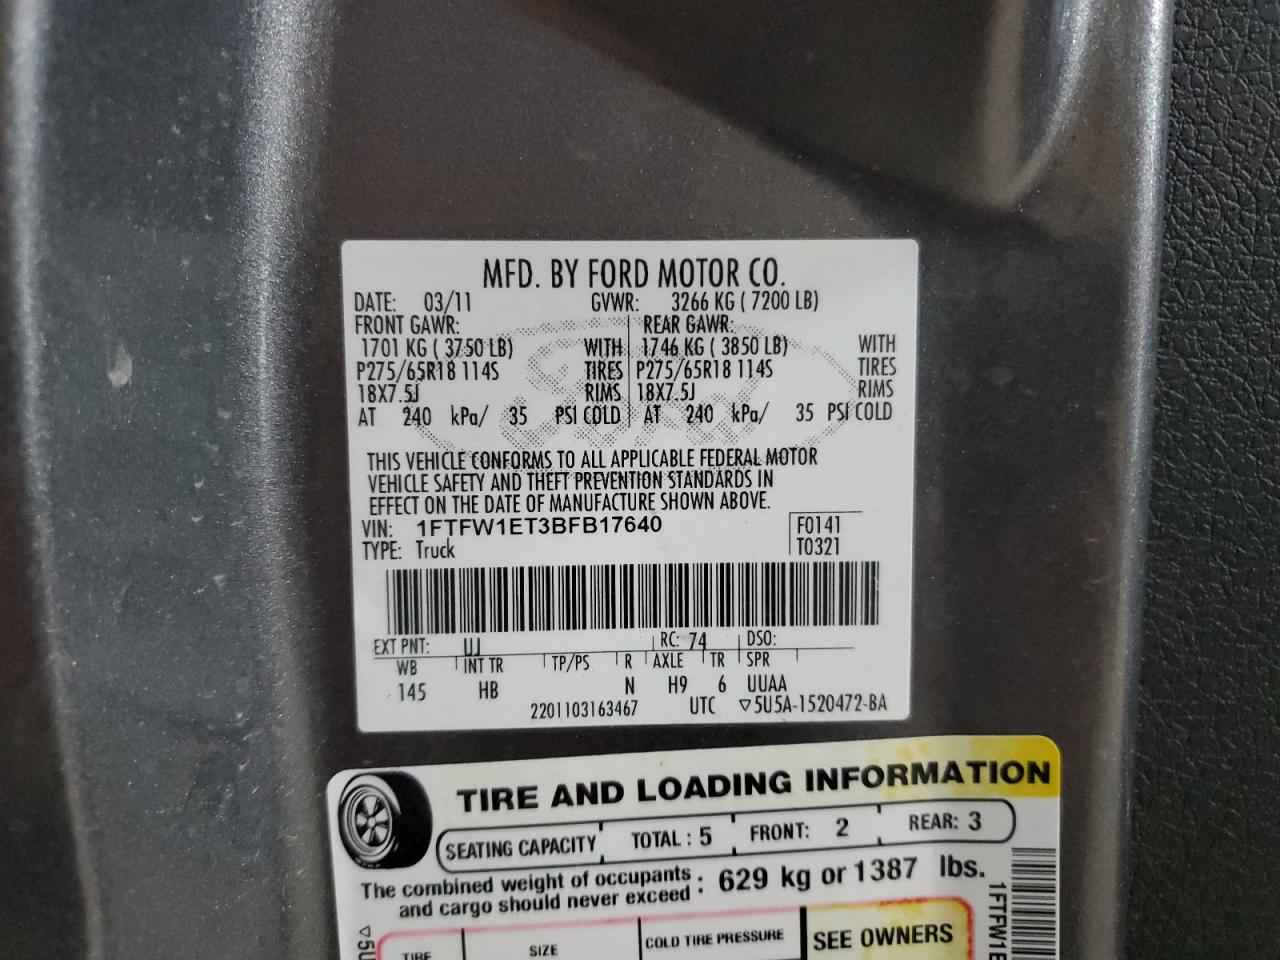 MFD. BY FORD MOTOR CO.
DATE: 03/11 GVWR: 3266 KG ( 7200 LB)
FRONT GAWR: REAR GAWR:
1701 KG ( 3750 LB) WITH 1746 KG ( 3850 LB) WITH
P275/65R18 114S TIRES P275/65R18 114S TIRES
18X7.5J RIMS 18X7.5J RIMS
AT 240 kPa/ 35 PSI COLD AT 240 kPa/ 35 PSI COLD
THIS VEHICLE CONFORMS TO ALL APPLICABLE FEDERAL MOTOR
VEHICLE SAFETY AND THEFT PREVENTION STANDARDS IN
EFFECT ON THE DATE OF MANUFACTURE SHOWN ABOVE.
VIN: 1FTFW1ET3BFB17640 F0141
TYPE: Truck T0321
EXT PNT: UJ RC: 74 DSO:
WB INT TR TP/PS R AXLE TR SPR
145 HB N H9 6 UUAA
2201103163467 UTC ▽5U5A-1520472-BA
TIRE AND LOADING INFORMATION
SEATING CAPACITY TOTAL : 5 FRONT: 2 REAR: 3
The combined weight of occupants
and cargo should never exceed : 629 kg or 1387 lbs.
TIRE SIZE COLD TIRE PRESSURE SEE OWNERS
▽5U
1FTFW1E